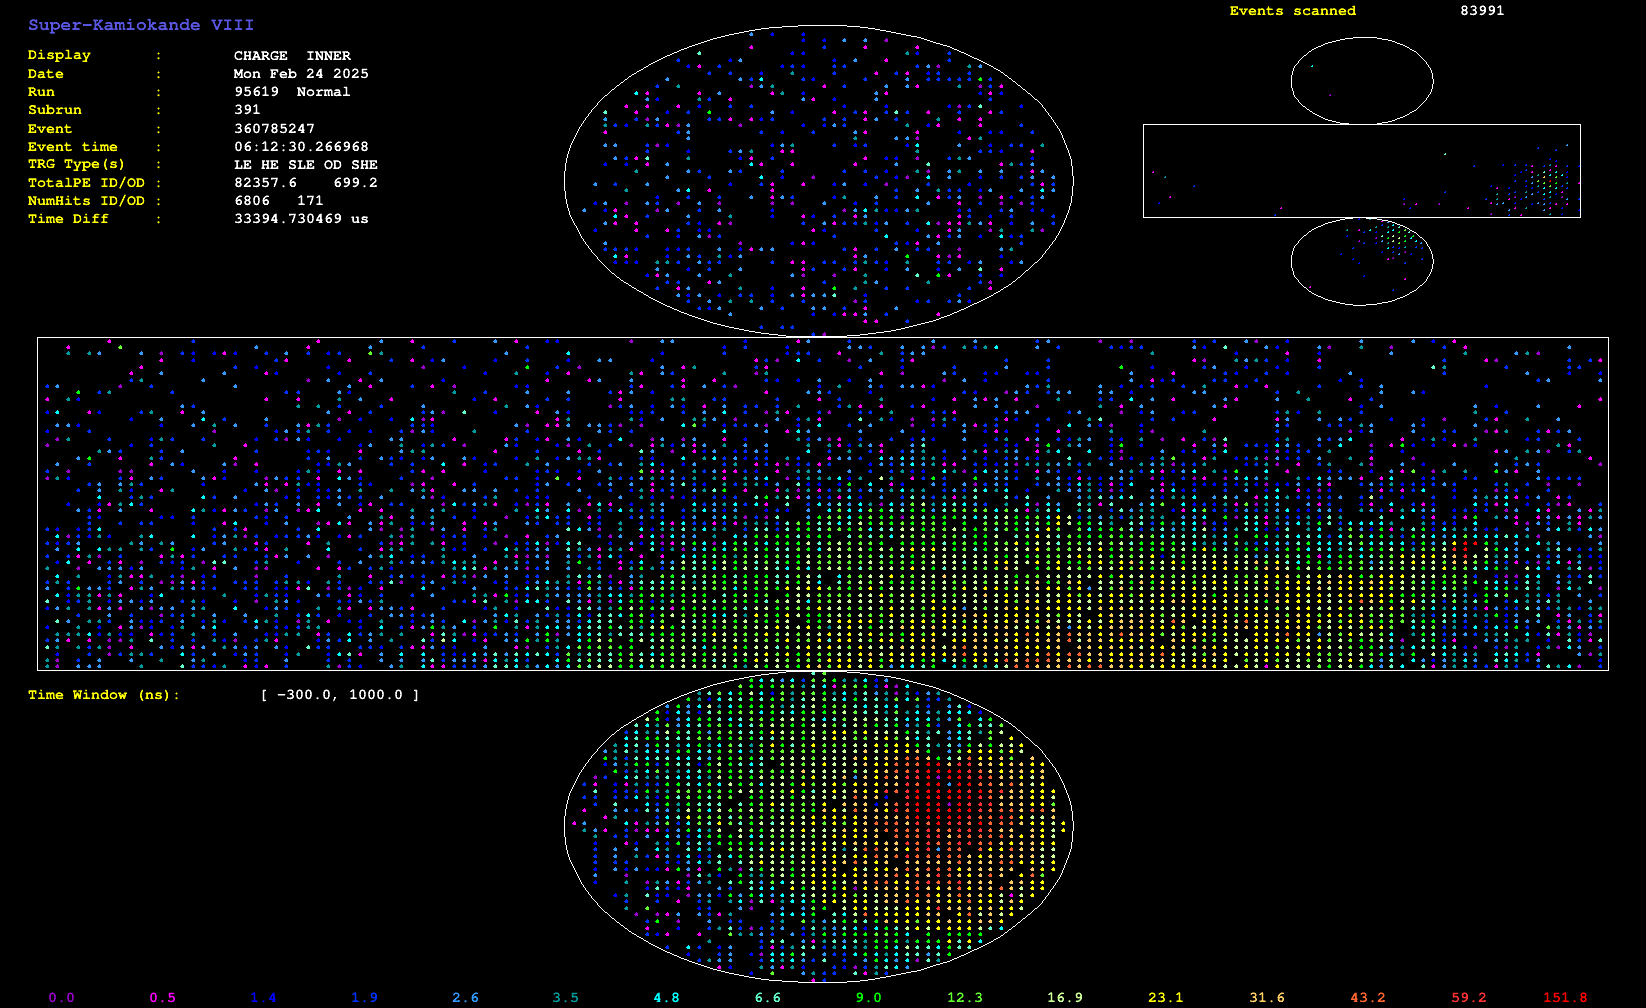 Super-Kamiokande VIII
Events scanned 83991
Display : CHARGE INNER
Date : Mon Feb 24 2025
Run : 95619 Normal
Subrun : 391
Event : 360785247
Event time : 06:12:30.266968
TRG Type(s) : LE HE SLE OD SHE
TotalPE ID/OD : 82357.6 699.2
NumHits ID/OD : 6806 171
Time Diff : 33394.730469 us
Time Window (ns): [ -300.0, 1000.0 ]
0.0 0.5 1.4 1.9 2.6 3.5 4.8 6.6 9.0 12.3 16.9 23.1 31.6 43.2 59.2 151.8